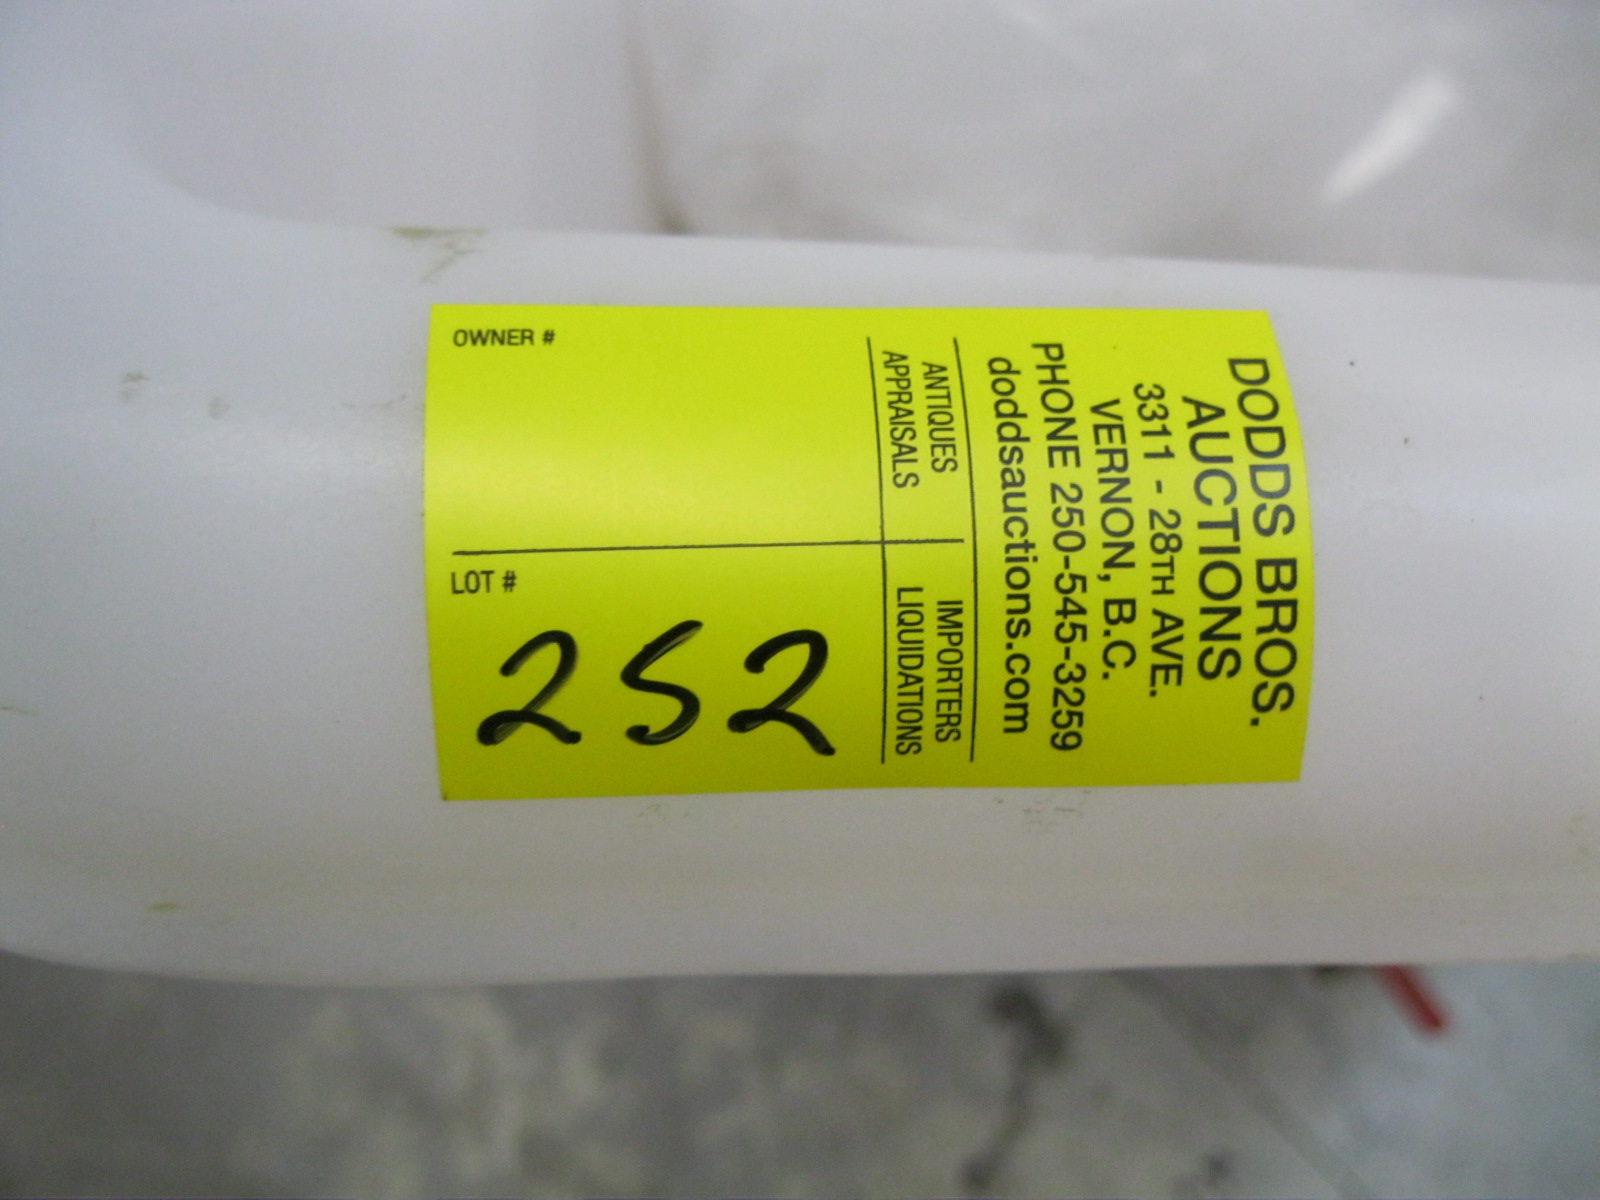 DODDS BROS.
AUCTIONS
3311 - 28TH AVE.
VERNON, B.C.
PHONE 250-545-3259
doddsauctions.com
ANTIQUES
APPRAISALS
IMPORTERS
LIQUIDATIONS
OWNER #
LOT #
252